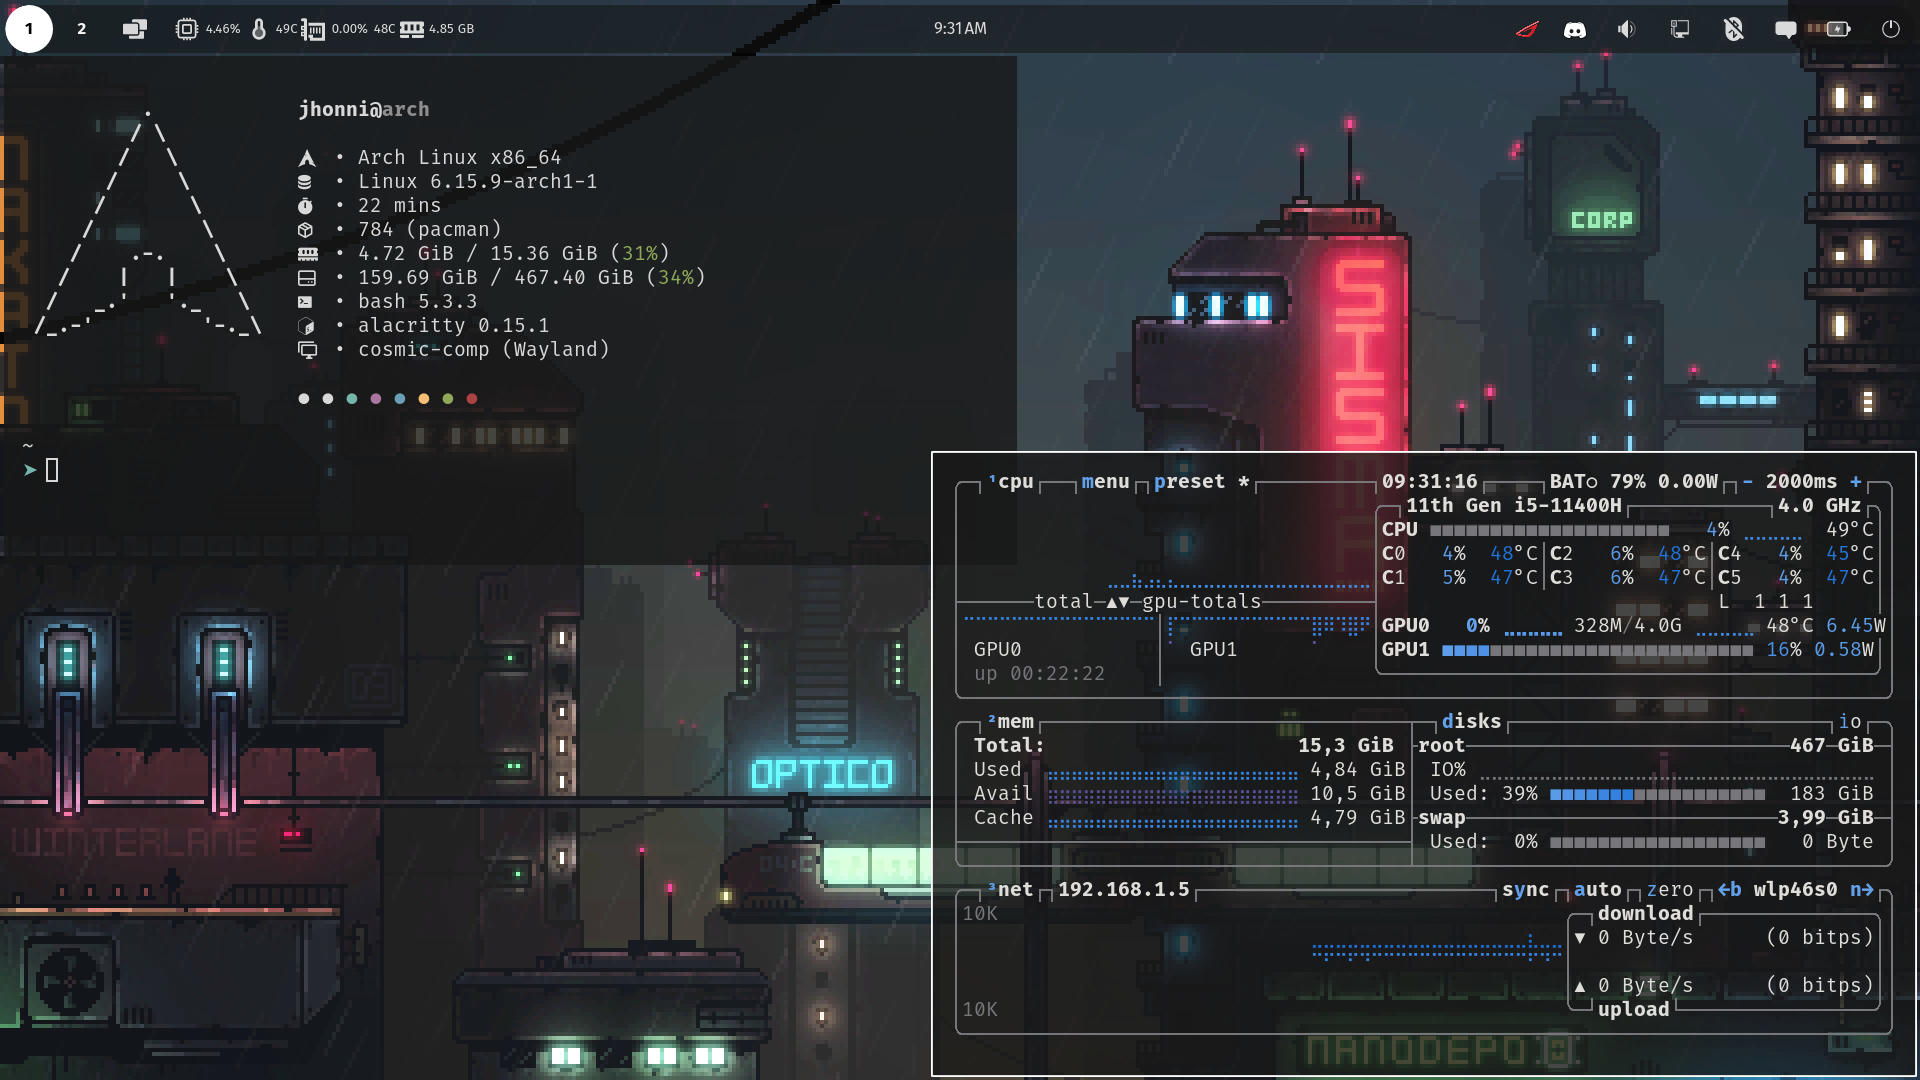 1 2 4.46% 49C 0.00% 48C 4.85 GB 9:31 AM
jhonni@arch
• Arch Linux x86_64
• Linux 6.15.9-arch1-1
• 22 mins
• 784 (pacman)
• 4.72 GiB / 15.36 GiB (31%)
• 159.69 GiB / 467.40 GiB (34%)
• bash 5.3.3
• alacritty 0.15.1
• cosmic-comp (Wayland)
~
➤
CORP
SIS
OPTICO
WINTERLANE
¹cpu menu preset * 09:31:16 BAT○ 79% 0.00W - 2000ms +
11th Gen i5-11400H 4.0 GHz
CPU 4% 49°C
C0 4% 48°C C2 6% 48°C C4 4% 45°C
C1 5% 47°C C3 6% 47°C C5 4% 47°C
total ▲▼ gpu-totals L 1 1 1
GPU0 0% 328M/4.0G 48°C 6.45W
GPU0 GPU1 GPU1 16% 0.58W
up 00:22:22
²mem disks io
Total: 15,3 GiB root 467 GiB
Used 4,84 GiB IO%
Avail 10,5 GiB Used: 39% 183 GiB
Cache 4,79 GiB swap 3,99 GiB
Used: 0% 0 Byte
³net 192.168.1.5 sync auto zero ←b wlp46s0 n→
10K download
▼ 0 Byte/s (0 bitps)
▲ 0 Byte/s (0 bitps)
10K upload
NANODEPO